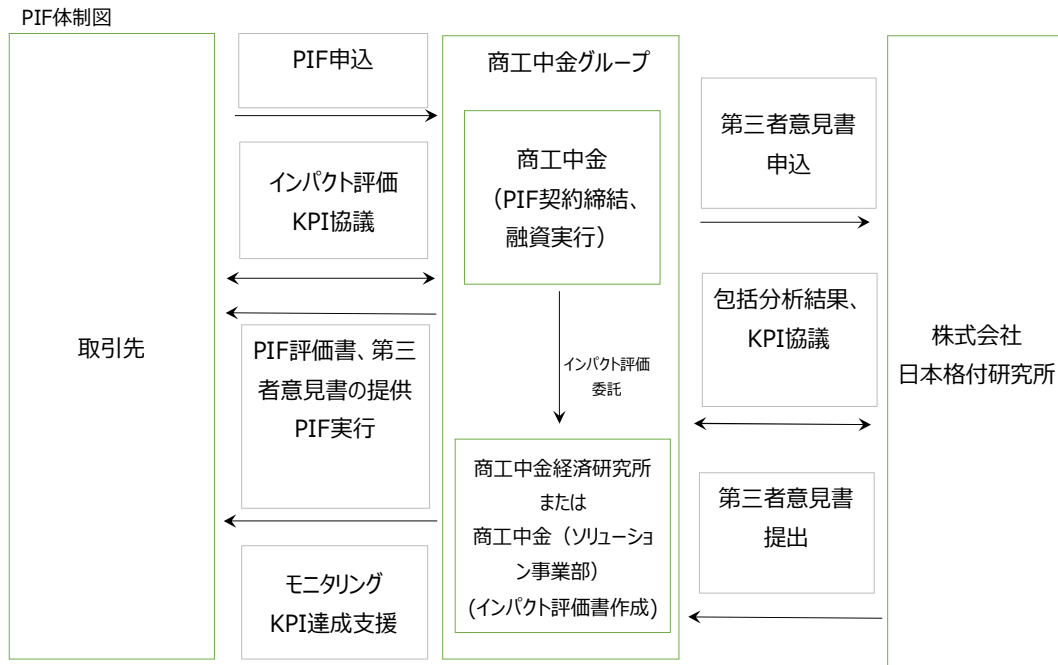 PIF体制図
PIF申込
インパクト評価
KPI協議
取引先
PIF評価書、第三
者意見書の提供
PIF実行
モニタリング
KPI達成支援
商工中金グループ
商工中金
（PIF契約締結、
融資実行）
インパクト評価
委託
商工中金経済研究所
または
商工中金（ソリューショ
ン事業部）
(インパクト評価書作成)
第三者意見書
申込
包括分析結果、
KPI協議
第三者意見書
提出
株式会社
日本格付研究所